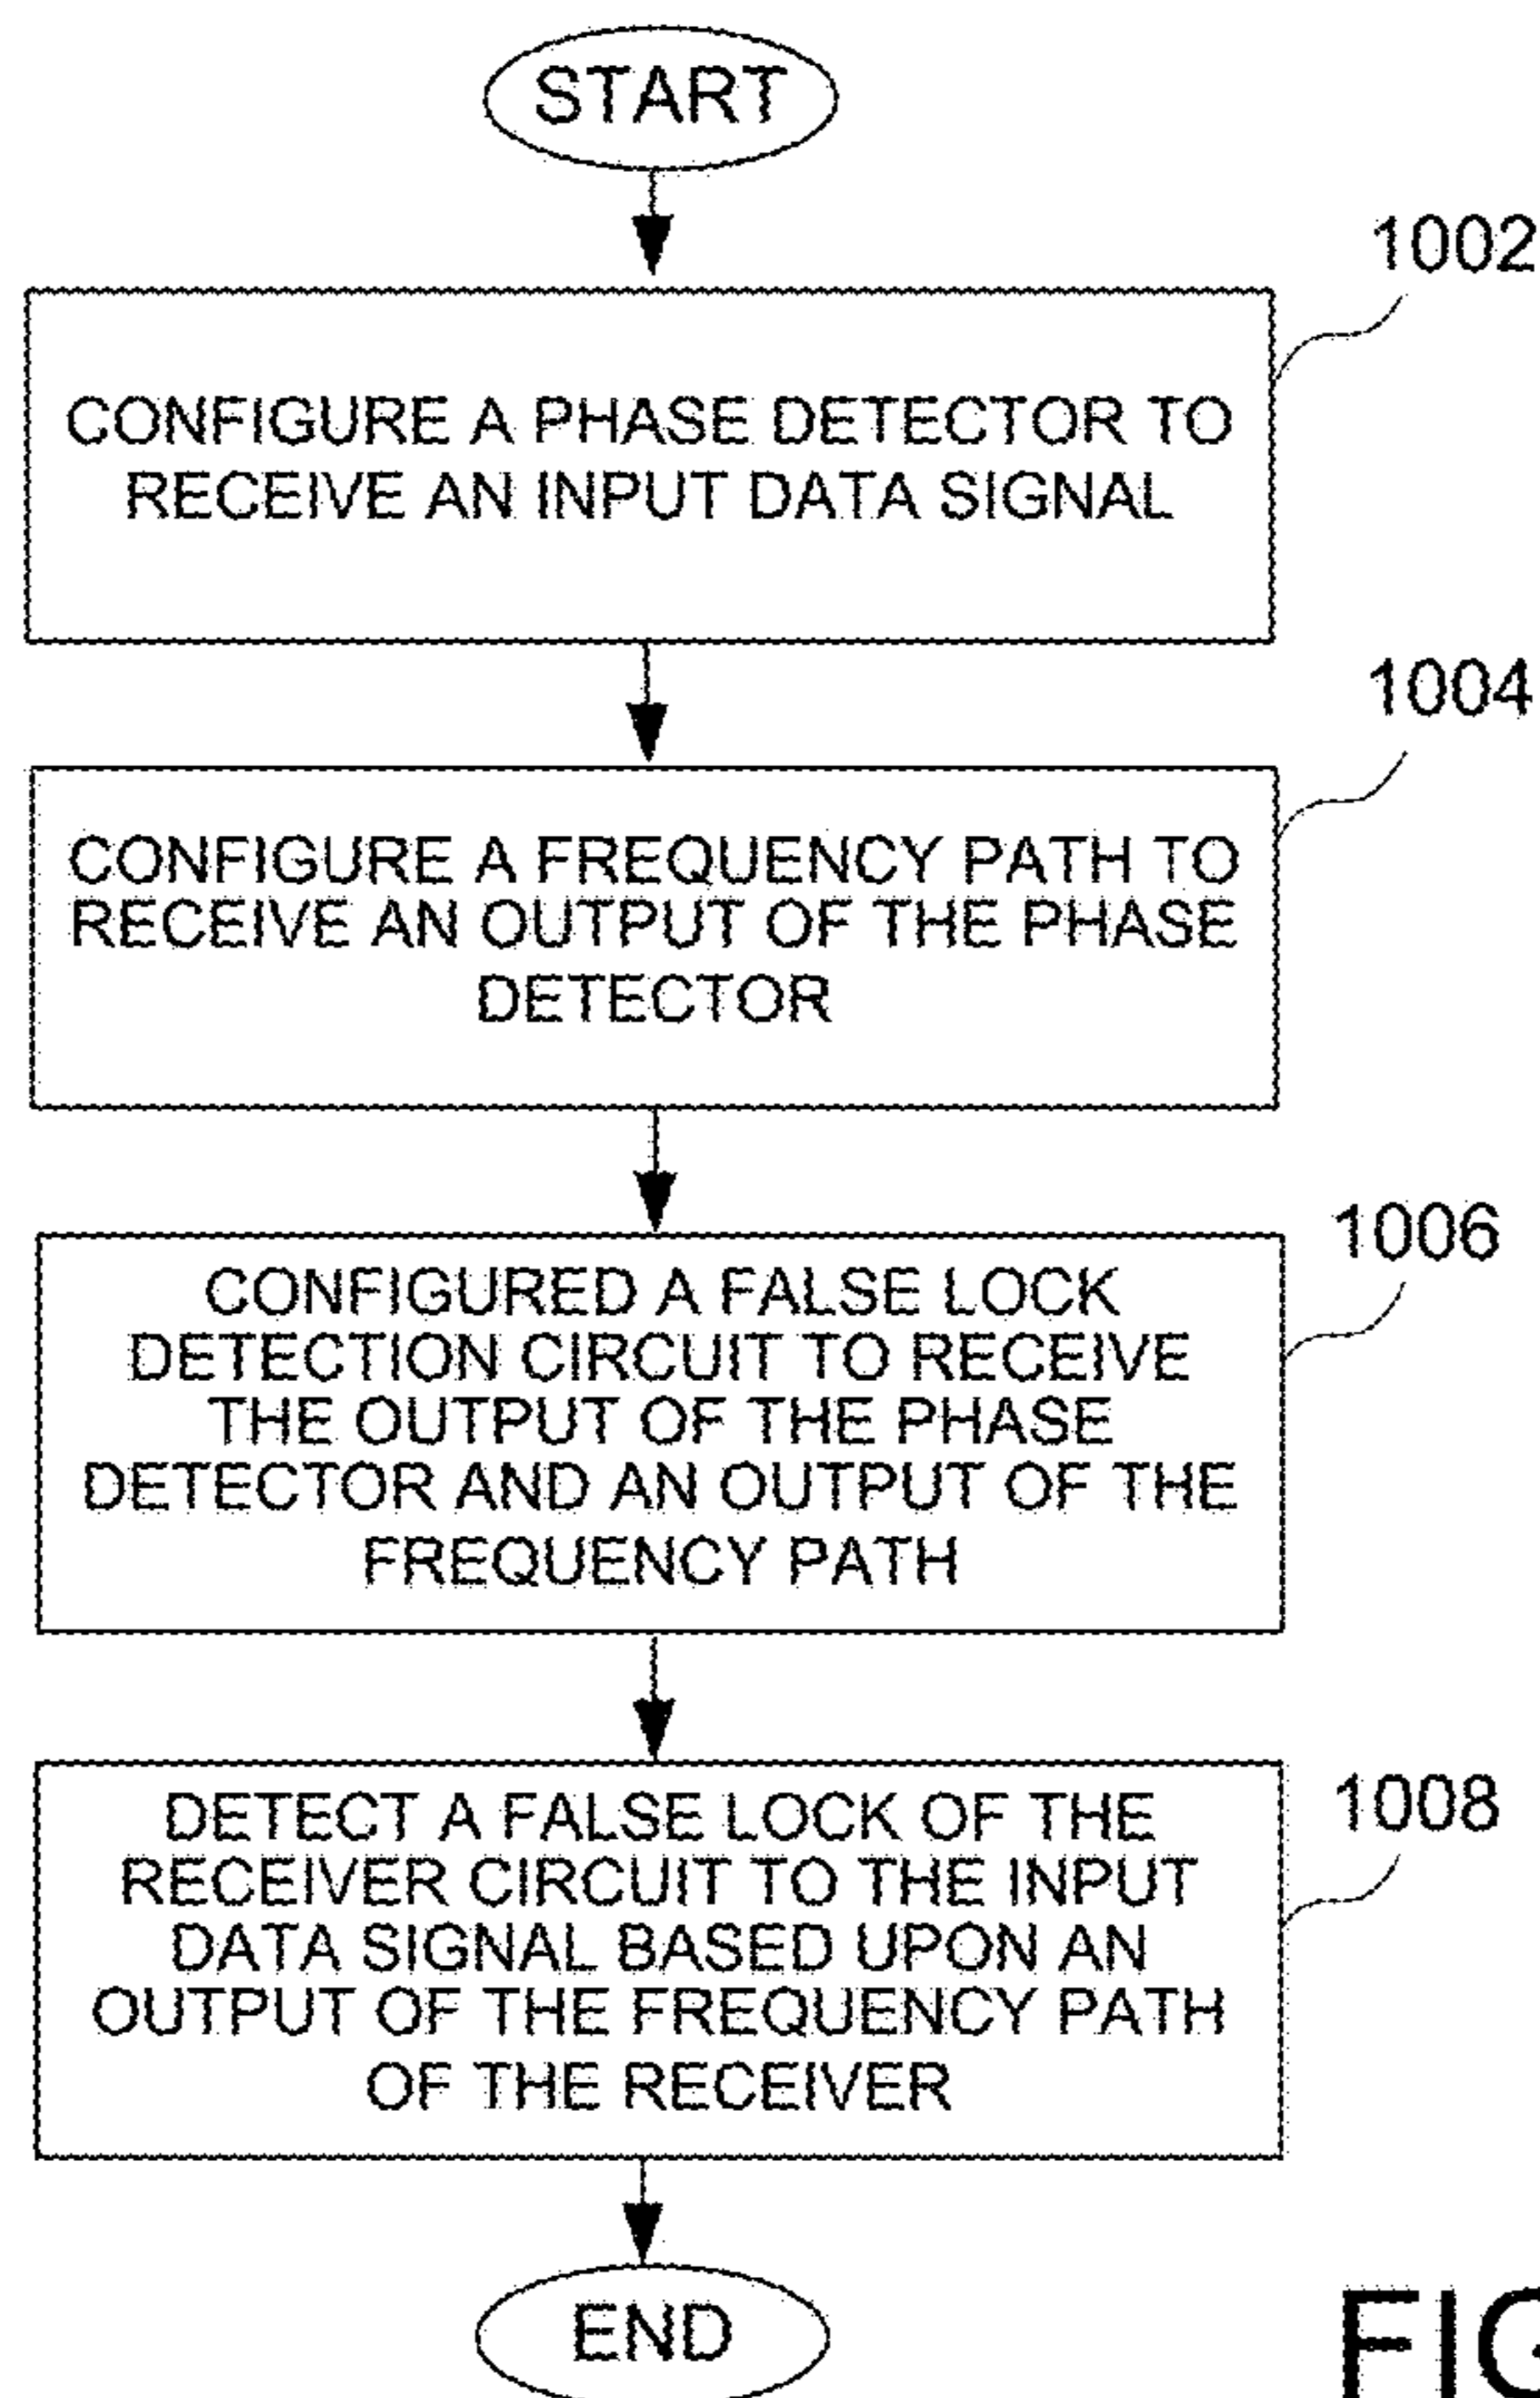 START
1002
CONFIGURE A PHASE DETECTOR TO
RECEIVE AN INPUT DATA SIGNAL
1004
CONFIGURE A FREQUENCY PATH TO
RECEIVE AN OUTPUT OF THE PHASE
DETECTOR
1006
CONFIGURED A FALSE LOCK
DETECTION CIRCUIT TO RECEIVE
THE OUTPUT OF THE PHASE
DETECTOR AND AN OUTPUT OF THE
FREQUENCY PATH
1008
DETECT A FALSE LOCK OF THE
RECEIVER CIRCUIT TO THE INPUT
DATA SIGNAL BASED UPON AN
OUTPUT OF THE FREQUENCY PATH
OF THE RECEIVER
END